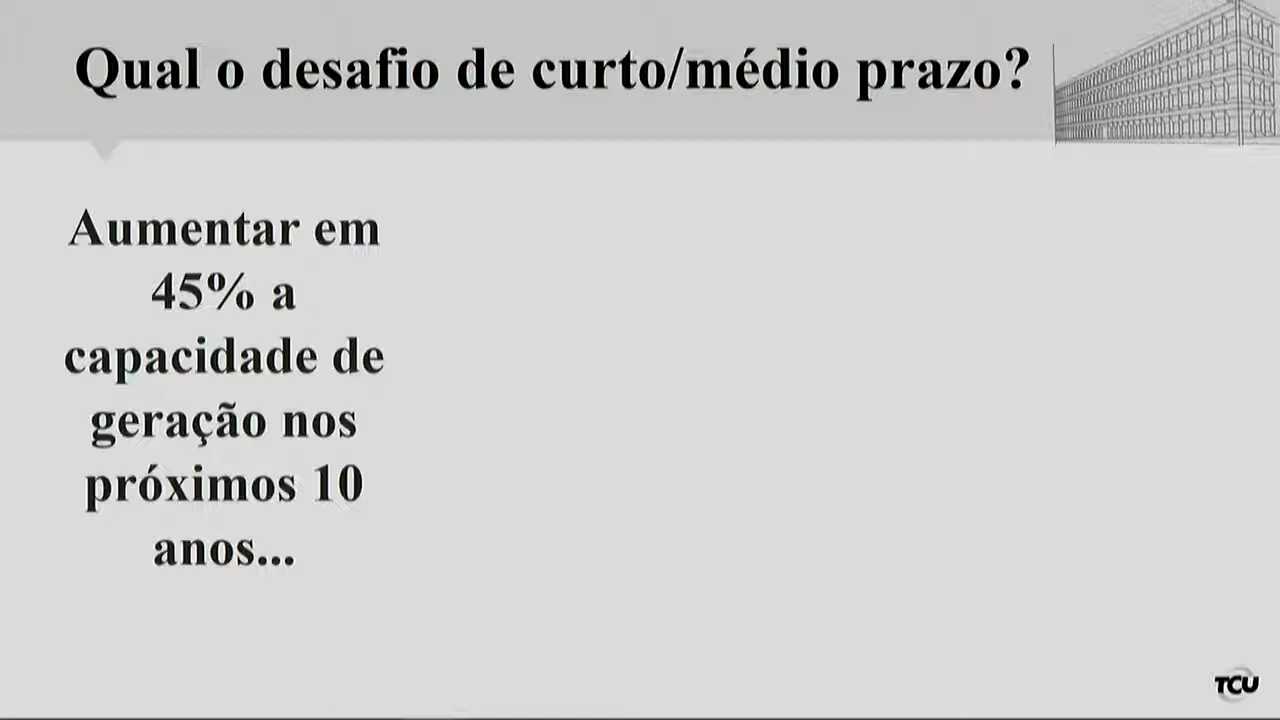 Qual o desafio de curto/médio prazo?
Aumentar em
45% a
capacidade de
geração nos
próximos 10
anos...
TCU